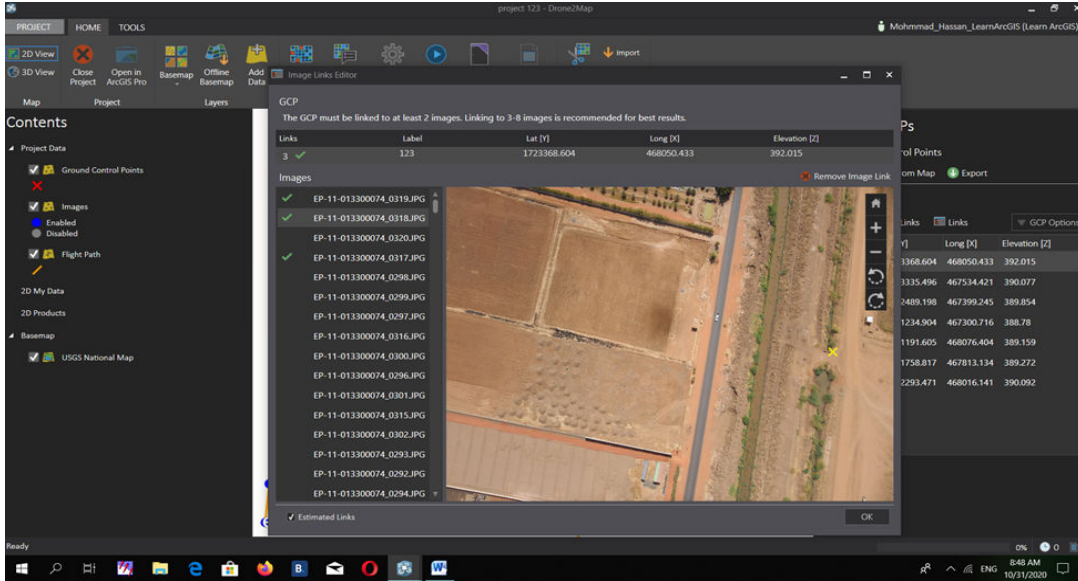 project 123 - Drone2Map
PROJECT HOME TOOLS
Mohmmad_Hassan_LearnArcGIS (Learn ArcGIS)
2D View
3D View
Close Project
Open in ArcGIS Pro
Basemap
Offline Basemap
Add Data
Import
Map Project Layers
Image Links Editor
GCP
The GCP must be linked to at least 2 images. Linking to 3-8 images is recommended for best results.
Links Label Lat [Y] Long [X] Elevation [Z]
3 123 1723368.604 468050.433 392.015
Images
Remove Image Link
EP-11-013300074_0319.JPG
EP-11-013300074_0318.JPG
EP-11-013300074_0320.JPG
EP-11-013300074_0317.JPG
EP-11-013300074_0298.JPG
EP-11-013300074_0299.JPG
EP-11-013300074_0297.JPG
EP-11-013300074_0316.JPG
EP-11-013300074_0300.JPG
EP-11-013300074_0296.JPG
EP-11-013300074_0301.JPG
EP-11-013300074_0315.JPG
EP-11-013300074_0302.JPG
EP-11-013300074_0293.JPG
EP-11-013300074_0292.JPG
EP-11-013300074_0294.JPG
Estimated Links
OK
Contents
Project Data
Ground Control Points
Images
Enabled
Disabled
Flight Path
2D My Data
2D Products
Basemap
USGS National Map
Ps
rol Points
om Map Export
Links Links GCP Options
Y] Long [X] Elevation [Z]
3368.604 468050.433 392.015
3335.496 467534.421 390.077
2489.198 467399.245 389.854
1234.904 467300.716 388.78
1191.605 468076.404 389.159
1758.817 467813.134 389.272
2293.471 468016.141 390.092
Ready
0% 0
ENG
8:48 AM
10/31/2020